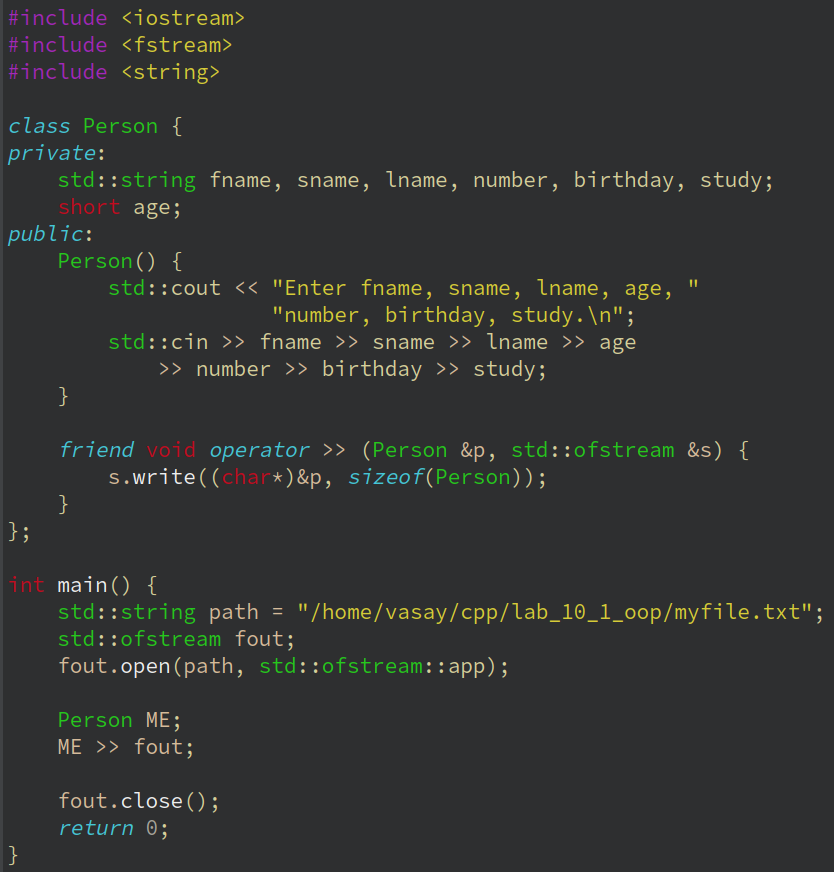 #include <iostream>
#include <fstream>
#include <string>

class Person {
private:
    std::string fname, sname, lname, number, birthday, study;
    short age;
public:
    Person() {
        std::cout << "Enter fname, sname, lname, age, "
                     "number, birthday, study.\n";
        std::cin >> fname >> sname >> lname >> age
            >> number >> birthday >> study;
    }

    friend void operator >> (Person &p, std::ofstream &s) {
        s.write((char*)&p, sizeof(Person));
    }
};

int main() {
    std::string path = "/home/vasay/cpp/lab_10_1_oop/myfile.txt";
    std::ofstream fout;
    fout.open(path, std::ofstream::app);

    Person ME;
    ME >> fout;

    fout.close();
    return 0;
}